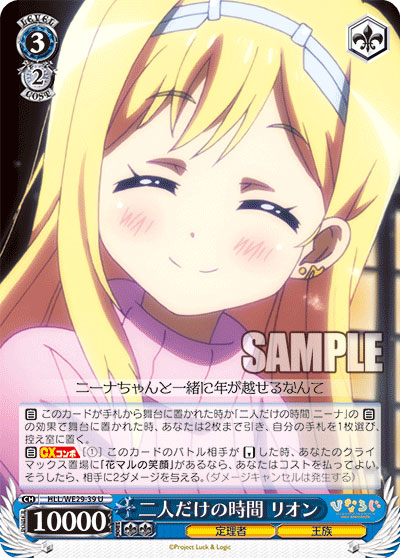 LEVEL
3
2
COST
SAMPLE
ニーナちゃんと一緒に年が越せるなんて
このカードが手札から舞台に置かれた時か「二人だけの時間 ニーナ」の
の効果で舞台に置かれた時、あなたは2枚まで引き、自分の手札を1枚選び、
控え室に置く。
CXコンボ [①] このカードのバトル相手が した時、あなたのクライ
マックス置場に「花マルの笑顔」があるなら、あなたはコストを払ってよい。
そうしたら、相手に2ダメージを与える。(ダメージキャンセルは発生する)
CH HLL/WE29-39 U
10000
二人だけの時間 リオン
ひなろじ
定理者
王族
©Project Luck & Logic